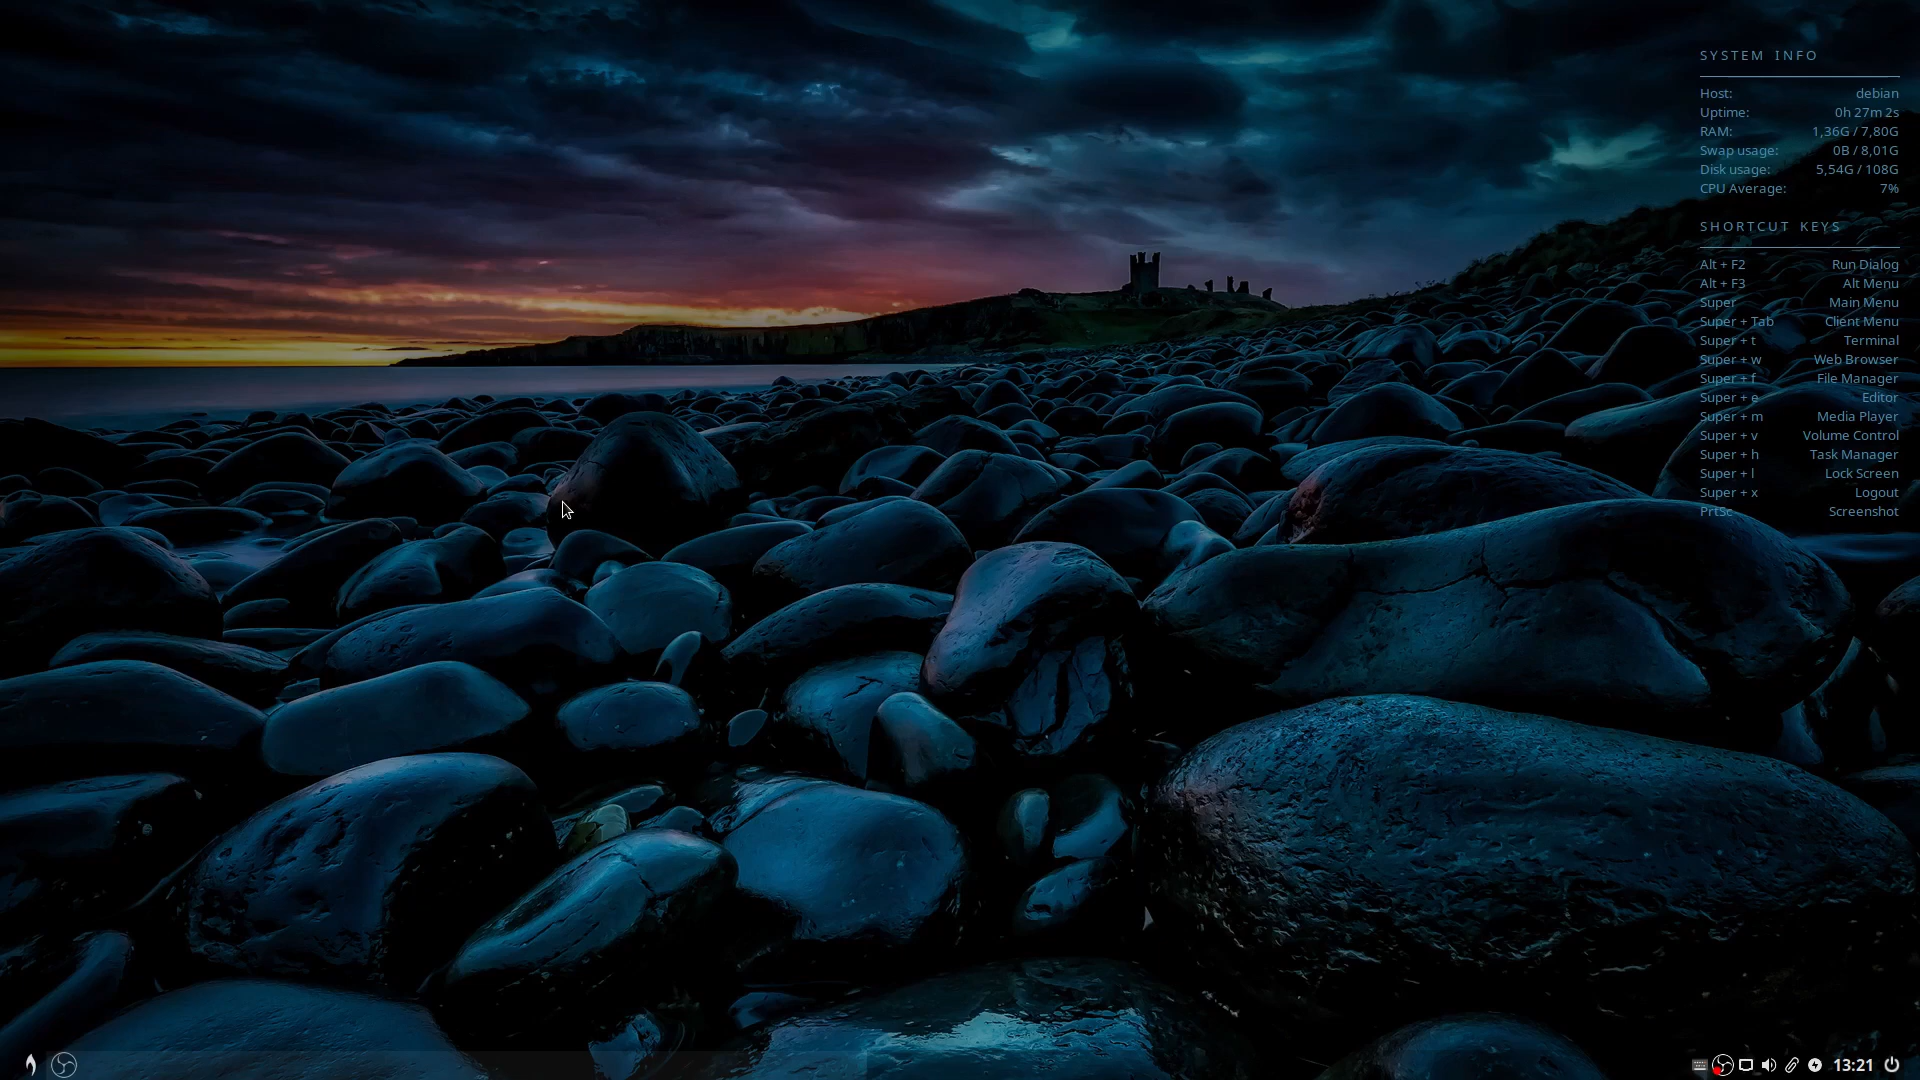 SYSTEM INFO
Host: debian
Uptime: 0h 27m 2s
RAM: 1,36G / 7,80G
Swap usage: 0B / 8,01G
Disk usage: 5,54G / 108G
CPU Average: 7%
SHORTCUT KEYS
Alt + F2 Run Dialog
Alt + F3 Alt Menu
Super Main Menu
Super + Tab Client Menu
Super + t Terminal
Super + w Web Browser
Super + f File Manager
Super + e Editor
Super + m Media Player
Super + v Volume Control
Super + h Task Manager
Super + l Lock Screen
Super + x Logout
PrtSc Screenshot
13:21